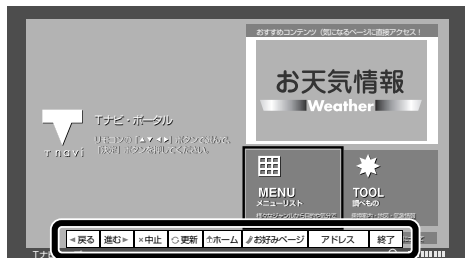 おすすめコンテンツ（気になるページに直接アクセス！
お天気情報
Weather
Tナビ・ポータル
リモコンの[▲▼◀▶]ボタンで選んで、
[決定]ボタンを押してください。
T navi
MENU
メニューリスト
TOOL
調べもの
◀戻る 進む▶ ×中止 更新 ホーム お好みページ アドレス 終了